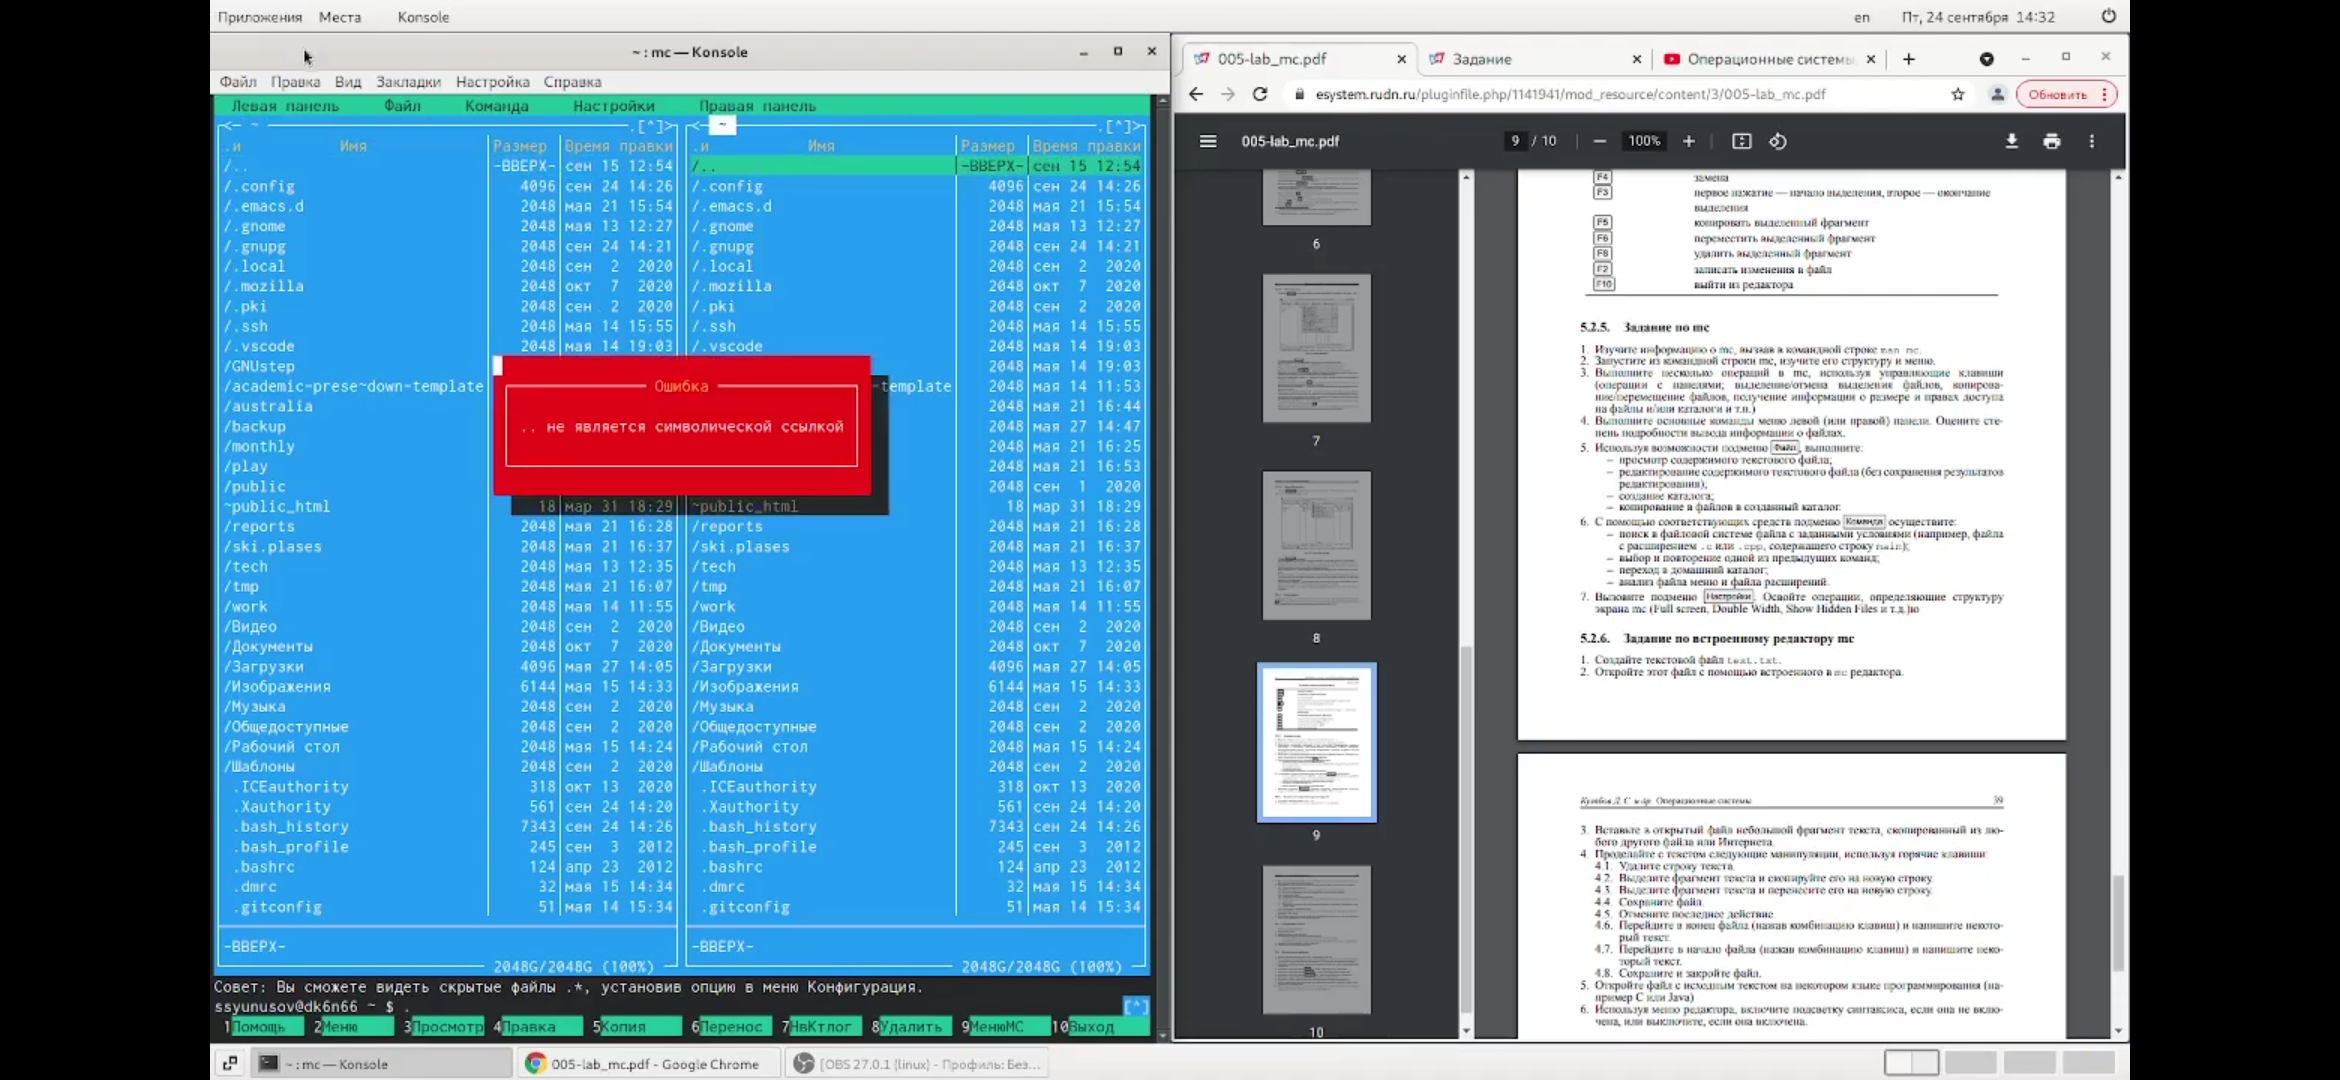 Приложения Места Konsole
en Пт, 24 сентября 14:32
~ : mc — Konsole
Файл Правка Вид Закладки Настройка Справка
Левая панель Файл Команда Настройки Правая панель
<- ~ .[^]>
.и Имя Размер Время правки
/.. -ВВЕРХ- сен 15 12:54
/.config 4096 сен 24 14:26
/.emacs.d 2048 мая 21 15:54
/.gnome 2048 мая 13 12:27
/.gnupg 2048 сен 24 14:21
/.local 2048 сен 2 2020
/.mozilla 2048 окт 7 2020
/.pki 2048 сен 2 2020
/.ssh 2048 мая 14 15:55
/.vscode 2048 мая 14 19:03
/GNUstep
/academic-prese~down-template
/australia
/backup
/monthly
/play
/public
~public_html 18 мар 31 18:29
/reports 2048 мая 21 16:28
/ski.plases 2048 мая 21 16:37
/tech 2048 мая 13 12:35
/tmp 2048 мая 21 16:07
/work 2048 мая 14 11:55
/Видео 2048 сен 2 2020
/Документы 2048 окт 7 2020
/Загрузки 4096 мая 27 14:05
/Изображения 6144 мая 15 14:33
/Музыка 2048 сен 2 2020
/Общедоступные 2048 сен 2 2020
/Рабочий стол 2048 мая 15 14:24
/Шаблоны 2048 сен 2 2020
.ICEauthority 318 окт 13 2020
.Xauthority 561 сен 24 14:20
.bash_history 7343 сен 24 14:26
.bash_profile 245 сен 3 2012
.bashrc 124 апр 23 2012
.dmrc 32 мая 15 14:34
.gitconfig 51 мая 14 15:34
-ВВЕРХ-
2048G/2048G (100%)
<- ~ .[^]>
.и Имя Размер Время правки
/.. -ВВЕРХ- сен 15 12:54
/.config 4096 сен 24 14:26
/.emacs.d 2048 мая 21 15:54
/.gnome 2048 мая 13 12:27
/.gnupg 2048 сен 24 14:21
/.local 2048 сен 2 2020
/.mozilla 2048 окт 7 2020
/.pki 2048 сен 2 2020
/.ssh 2048 мая 14 15:55
/.vscode 2048 мая 14 19:03
2048 мая 14 19:03
-template 2048 мая 14 11:53
2048 мая 21 16:44
2048 мая 27 14:47
2048 мая 21 16:25
2048 мая 21 16:53
2048 сен 1 2020
~public_html 18 мар 31 18:29
/reports 2048 мая 21 16:28
/ski.plases 2048 мая 21 16:37
/tech 2048 мая 13 12:35
/tmp 2048 мая 21 16:07
/work 2048 мая 14 11:55
/Видео 2048 сен 2 2020
/Документы 2048 окт 7 2020
/Загрузки 4096 мая 27 14:05
/Изображения 6144 мая 15 14:33
/Музыка 2048 сен 2 2020
/Общедоступные 2048 сен 2 2020
/Рабочий стол 2048 мая 15 14:24
/Шаблоны 2048 сен 2 2020
.ICEauthority 318 окт 13 2020
.Xauthority 561 сен 24 14:20
.bash_history 7343 сен 24 14:26
.bash_profile 245 сен 3 2012
.bashrc 124 апр 23 2012
.dmrc 32 мая 15 14:34
.gitconfig 51 мая 14 15:34
-ВВЕРХ-
2048G/2048G (100%)
Ошибка
.. не является символической ссылкой
Совет: Вы сможете видеть скрытые файлы .*, установив опцию в меню Конфигурация.
ssyunusov@dk6n66 ~ $ . [^]
1Помощь 2Меню 3Просмотр 4Правка 5Копия 6Перенос 7НвКтлог 8Удалить 9МенюМС 10Выход
005-lab_mc.pdf Задание Операционные системы
esystem.rudn.ru/pluginfile.php/1141941/mod_resource/content/3/005-lab_mc.pdf Обновить
005-lab_mc.pdf 9 / 10 100%
6
7
8
9
10
F4 замена
F3 первое нажатие — начало выделения, второе — окончание
выделения
F5 копировать выделенный фрагмент
F6 переместить выделенный фрагмент
F8 удалить выделенный фрагмент
F2 записать изменения в файл
F10 выйти из редактора
5.2.5. Задание по mc
1. Изучите информацию о mc, вызвав в командной строке man mc.
2. Запустите из командной строки mc, изучите его структуру и меню.
3. Выполните несколько операций в mc, используя управляющие клавиши
(операции с панелями; выделение/отмена выделения файлов, копирова-
ние/перемещение файлов, получение информации о размере и правах доступа
на файлы и/или каталоги и т.п.)
4. Выполните основные команды меню левой (или правой) панели. Оцените сте-
пень подробности вывода информации о файлах.
5. Используя возможности подменю Файл, выполните:
– просмотр содержимого текстового файла;
– редактирование содержимого текстового файла (без сохранения результатов
редактирования);
– создание каталога;
– копирование в файлов в созданный каталог.
6. С помощью соответствующих средств подменю Команда осуществите:
– поиск в файловой системе файла с заданными условиями (например, файла
с расширением .c или .cpp, содержащего строку main);
– выбор и повторение одной из предыдущих команд;
– переход в домашний каталог;
– анализ файла меню и файла расширений.
7. Вызовите подменю Настройки. Освойте операции, определяющие структуру
экрана mc (Full screen, Double Width, Show Hidden Files и т.д.)ю
5.2.6. Задание по встроенному редактору mc
1. Создайте текстовой файл text.txt.
2. Откройте этот файл с помощью встроенного в mc редактора.
Кулябов Д. С. и др. Операционные системы 39
3. Вставьте в открытый файл небольшой фрагмент текста, скопированный из лю-
бого другого файла или Интернета.
4. Проделайте с текстом следующие манипуляции, используя горячие клавиши:
4.1. Удалите строку текста.
4.2. Выделите фрагмент текста и скопируйте его на новую строку.
4.3. Выделите фрагмент текста и перенесите его на новую строку.
4.4. Сохраните файл.
4.5. Отмените последнее действие.
4.6. Перейдите в конец файла (нажав комбинацию клавиш) и напишите некото-
рый текст.
4.7. Перейдите в начало файла (нажав комбинацию клавиш) и напишите неко-
торый текст.
4.8. Сохраните и закройте файл.
5. Откройте файл с исходным текстом на некотором языке программирования (на-
пример C или Java)
6. Используя меню редактора, включите подсветку синтаксиса, если она не вклю-
чена, или выключите, если она включена.
~ : mc — Konsole 005-lab_mc.pdf - Google Chrome [OBS 27.0.1 (linux) - Профиль: Без...